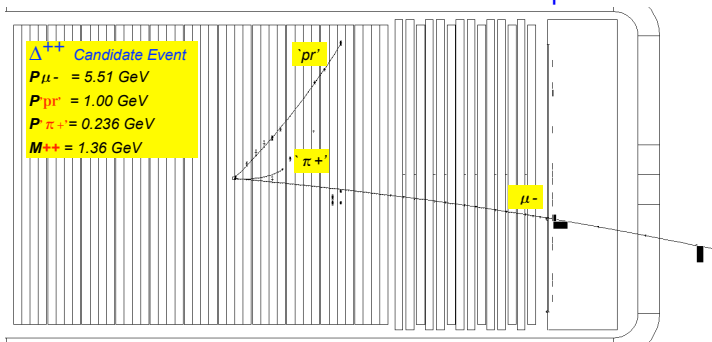 Δ++ Candidate Event
Pμ- = 5.51 GeV
P`pr' = 1.00 GeV
P`π+'= 0.236 GeV
M++ = 1.36 GeV
`pr'
`π+'
μ-